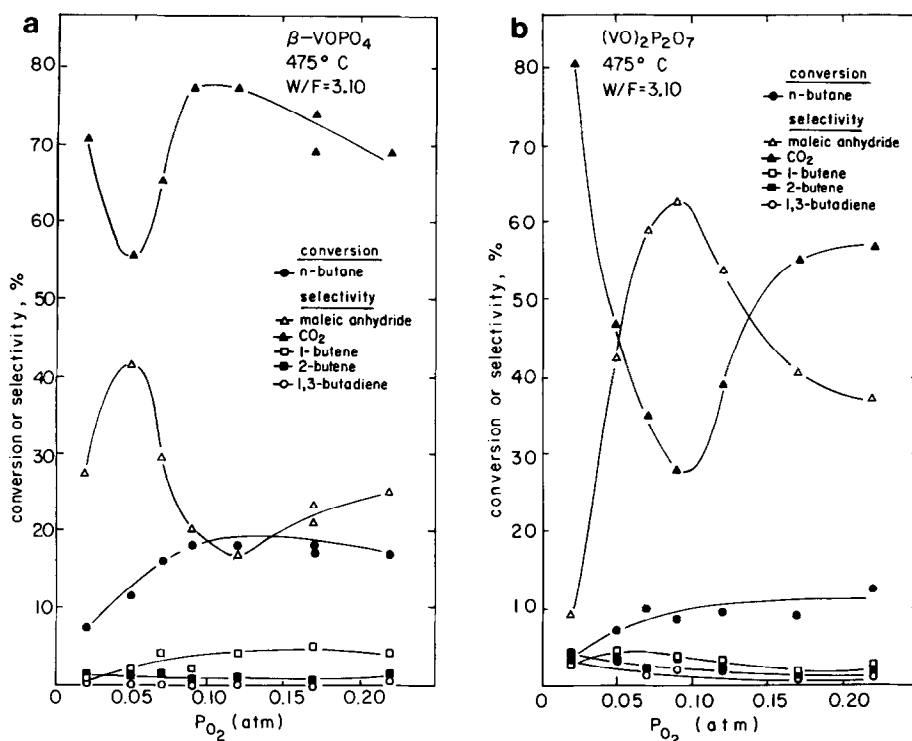 a
β-VOPO4
475° C
W/F=3.10
80
70
60
50
40
30
20
10
0
0.05
0.10
0.15
0.20
conversion or selectivity, %
PO2 (atm)
conversion
n-butane
selectivity
maleic anhydride
CO2
1-butene
2-butene
1,3-butadiene
b
(VO)2P2O7
475° C
W/F=3.10
80
70
60
50
40
30
20
10
0
0.05
0.10
0.15
0.20
conversion or selectivity, %
PO2 (atm)
conversion
n-butane
selectivity
maleic anhydride
CO2
1-butene
2-butene
1,3-butadiene